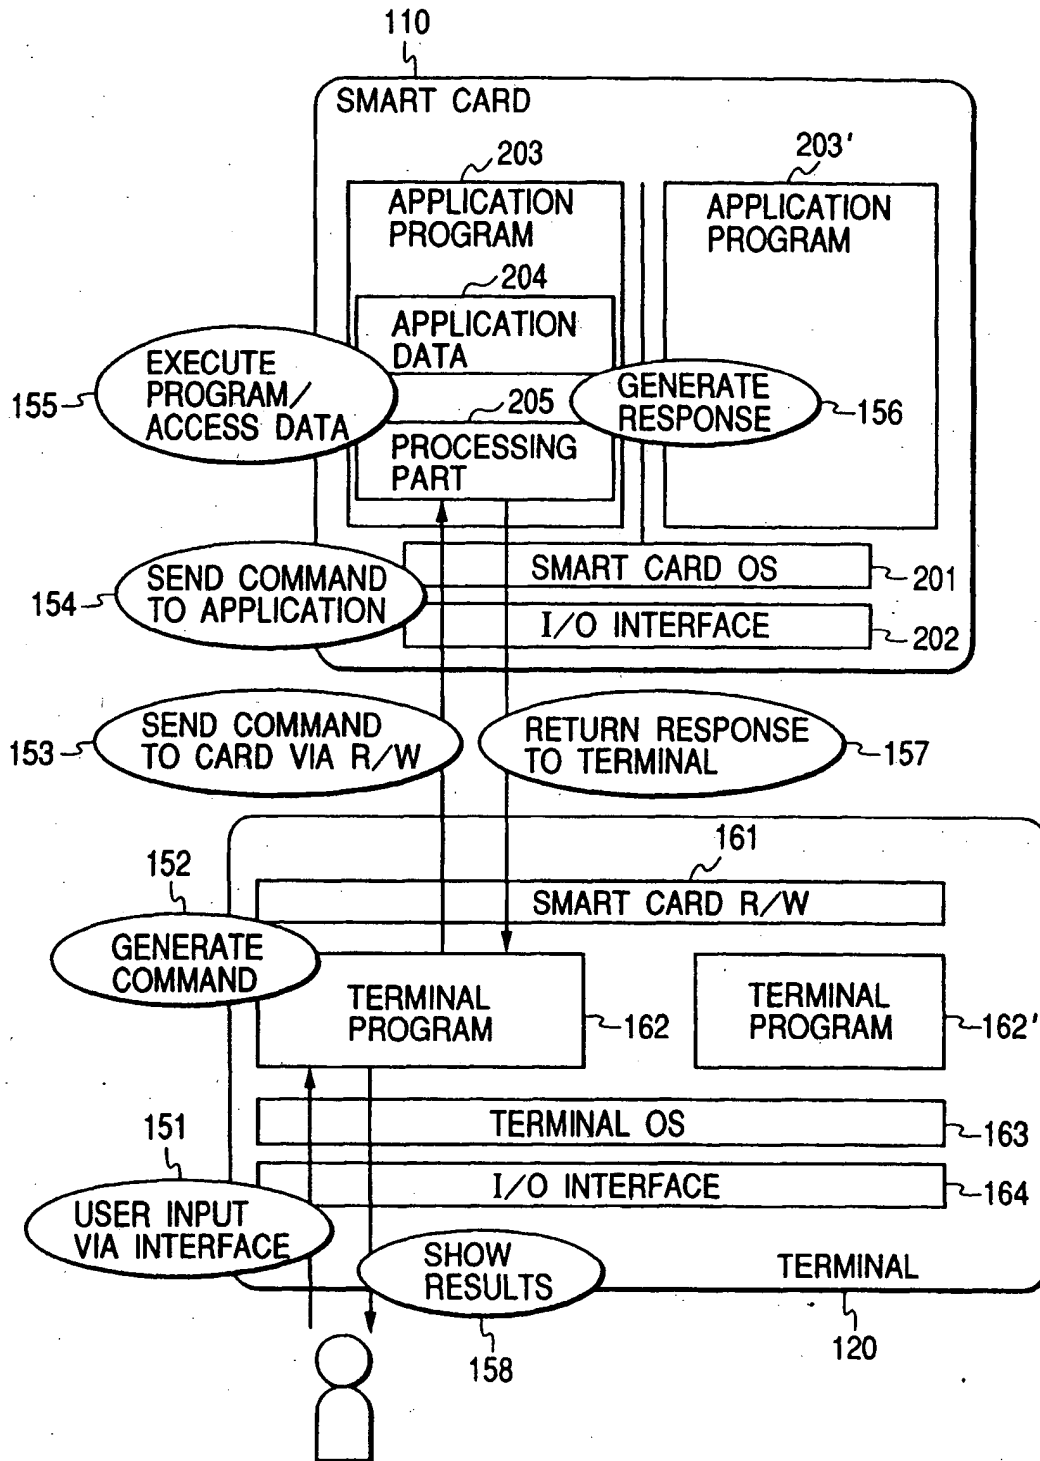 110
SMART CARD
203
203'
APPLICATION
PROGRAM
APPLICATION
PROGRAM
204
APPLICATION
DATA
EXECUTE
PROGRAM/
ACCESS DATA
155
GENERATE
RESPONSE
156
205
PROCESSING
PART
SMART CARD OS
201
SEND COMMAND
TO APPLICATION
154
I/O INTERFACE
202
SEND COMMAND
TO CARD VIA R/W
153
RETURN RESPONSE
TO TERMINAL
157
161
152
SMART CARD R/W
GENERATE
COMMAND
TERMINAL
PROGRAM
162
TERMINAL
PROGRAM
162'
TERMINAL OS
163
151
I/O INTERFACE
164
USER INPUT
VIA INTERFACE
SHOW
RESULTS
TERMINAL
158
120